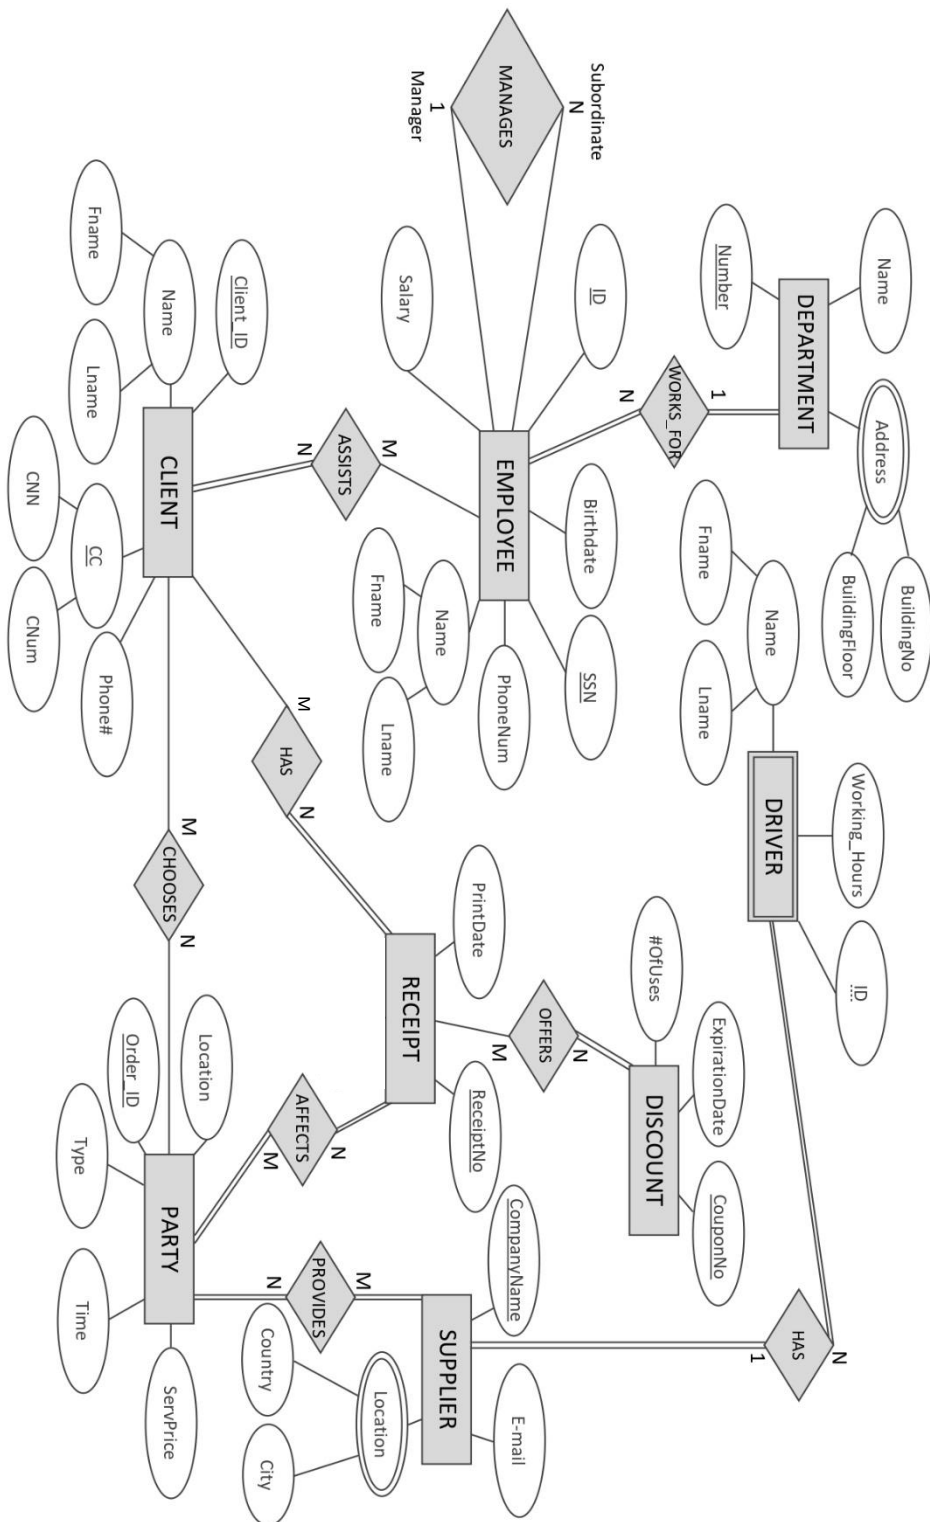 Subordinate
N
MANAGES
1
Manager
Name
DEPARTMENT
Number
Address
BuildingNo
BuildingFloor
1
WORKS_FOR
N
ID
Salary
EMPLOYEE
Birthdate
SSN
PhoneNum
Name
Fname
Lname
M
ASSISTS
N
Client_ID
Name
Fname
Lname
CLIENT
CC
CNN
CNum
Phone#
M
HAS
N
M
CHOOSES
N
Name
Fname
Lname
DRIVER
Working_Hours
ID
PrintDate
RECEIPT
ReceiptNo
M
OFFERS
N
#OfUses
ExpirationDate
DISCOUNT
CouponNo
N
AFFECTS
M
Location
Order_ID
Type
PARTY
Time
ServPrice
N
PROVIDES
M
CompanyName
SUPPLIER
E-mail
Location
Country
City
N
HAS
1